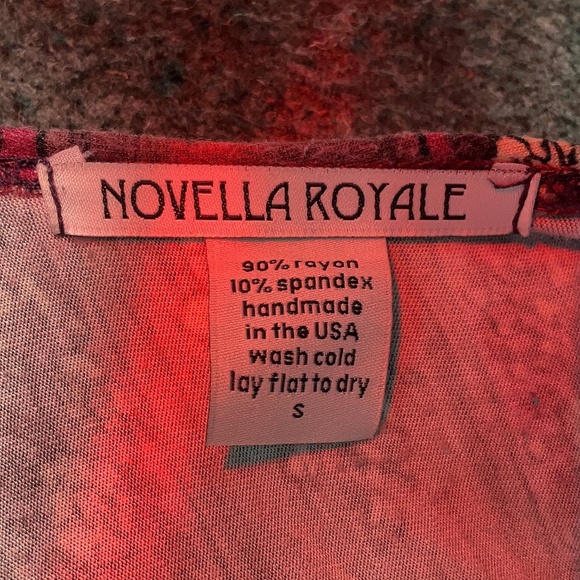 NOVELLA ROYALE
90% rayon
10% spandex
handmade
in the USA
wash cold
lay flat to dry
S